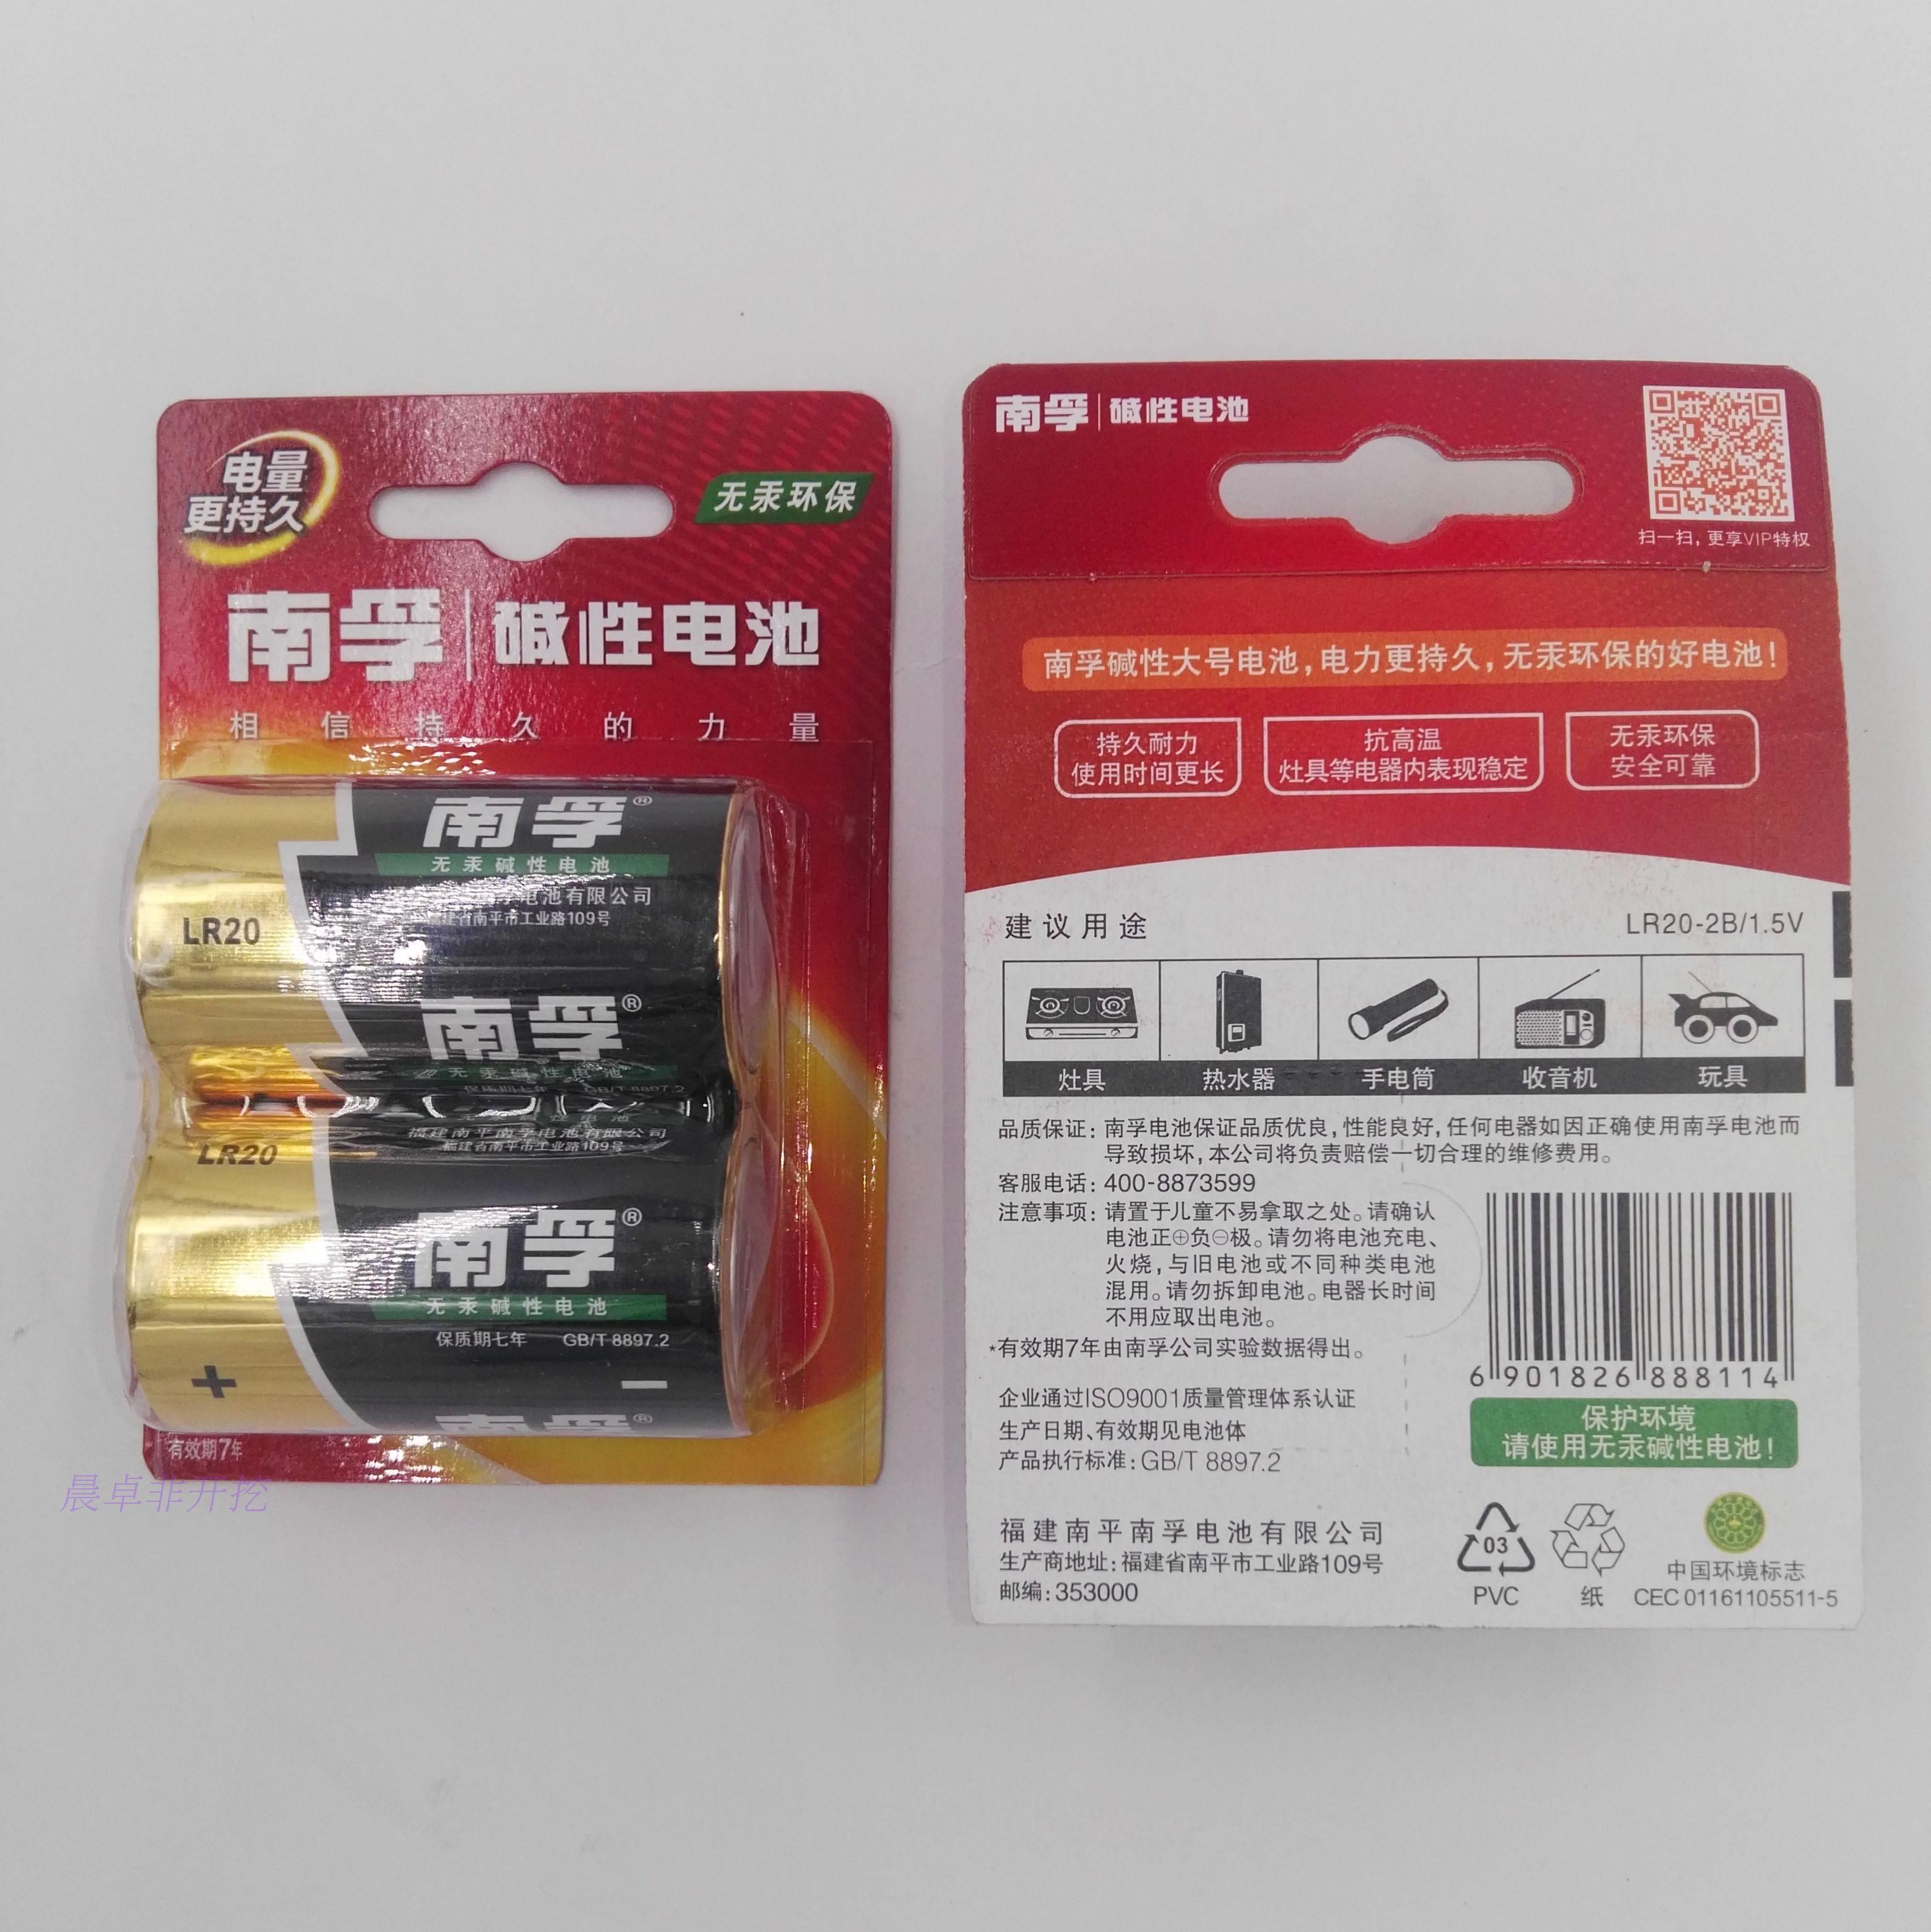 电量
更持久
无汞环保
南孚 碱性电池
相信持久的力量
南孚®
无汞碱性电池
电池有限公司
建省南平市工业路109号
LR20
南孚®
无汞碱性电池
保质期七年 GB/T 8897.2
福建南平南孚电池有限公司
福建省南平市工业路109号
LR20
南孚®
无汞碱性电池
保质期七年 GB/T 8897.2
+ −
南孚®
有效期7年
晨卓非开挖
南孚 碱性电池
扫一扫，更享VIP特权
南孚碱性大号电池，电力更持久，无汞环保的好电池！
持久耐力
使用时间更长
抗高温
灶具等电器内表现稳定
无汞环保
安全可靠
建议用途 LR20-2B/1.5V
灶具 热水器 手电筒 收音机 玩具
品质保证：南孚电池保证品质优良，性能良好，任何电器如因正确使用南孚电池而
导致损坏，本公司将负责赔偿一切合理的维修费用。
客服电话：400-8873599
注意事项：请置于儿童不易拿取之处。请确认
电池正⊕负⊖极。请勿将电池充电、
火烧，与旧电池或不同种类电池
混用。请勿拆卸电池。电器长时间
不用应取出电池。
*有效期7年由南孚公司实验数据得出。
企业通过ISO9001质量管理体系认证
生产日期、有效期见电池体
产品执行标准：GB/T 8897.2
6 901826 888114
保护环境
请使用无汞碱性电池！
福建南平南孚电池有限公司
生产商地址：福建省南平市工业路109号
邮编：353000
03
PVC
纸
中国环境标志
CEC 01161105511-5